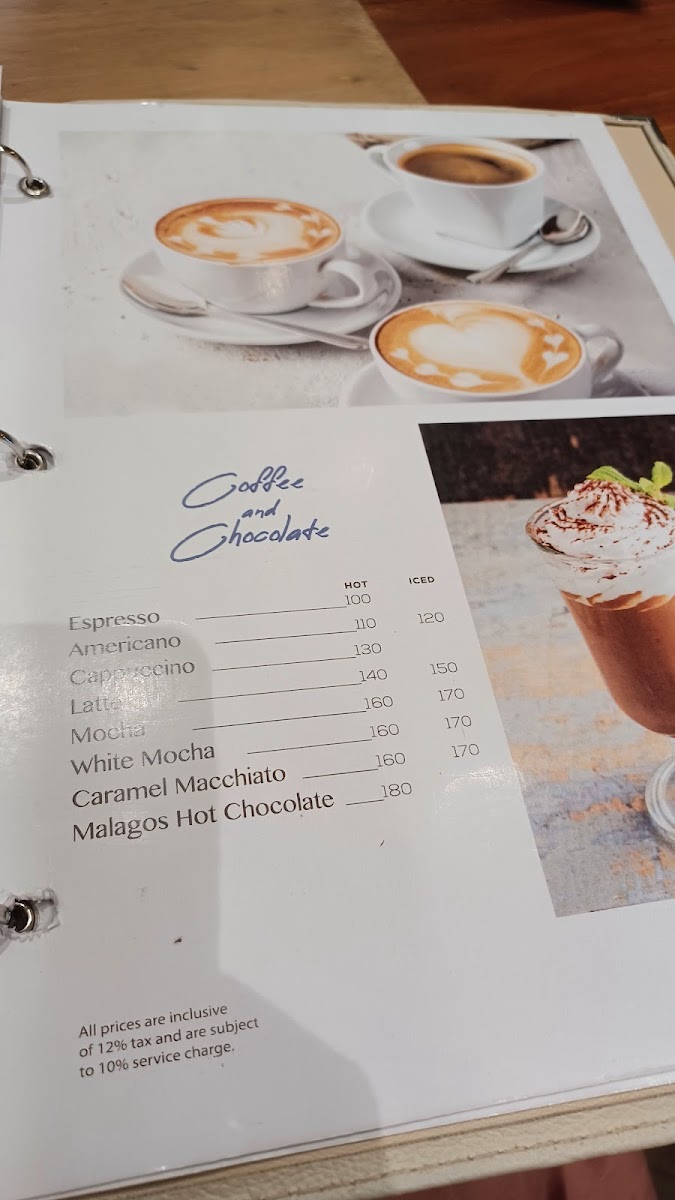 Coffee
and
Chocolate
HOT ICED
Espresso 100
Americano 110 120
Cappuccino 130
Latte 140 150
Mocha 160 170
White Mocha 160 170
Caramel Macchiato 160 170
Malagos Hot Chocolate 180
All prices are inclusive
of 12% tax and are subject
to 10% service charge.